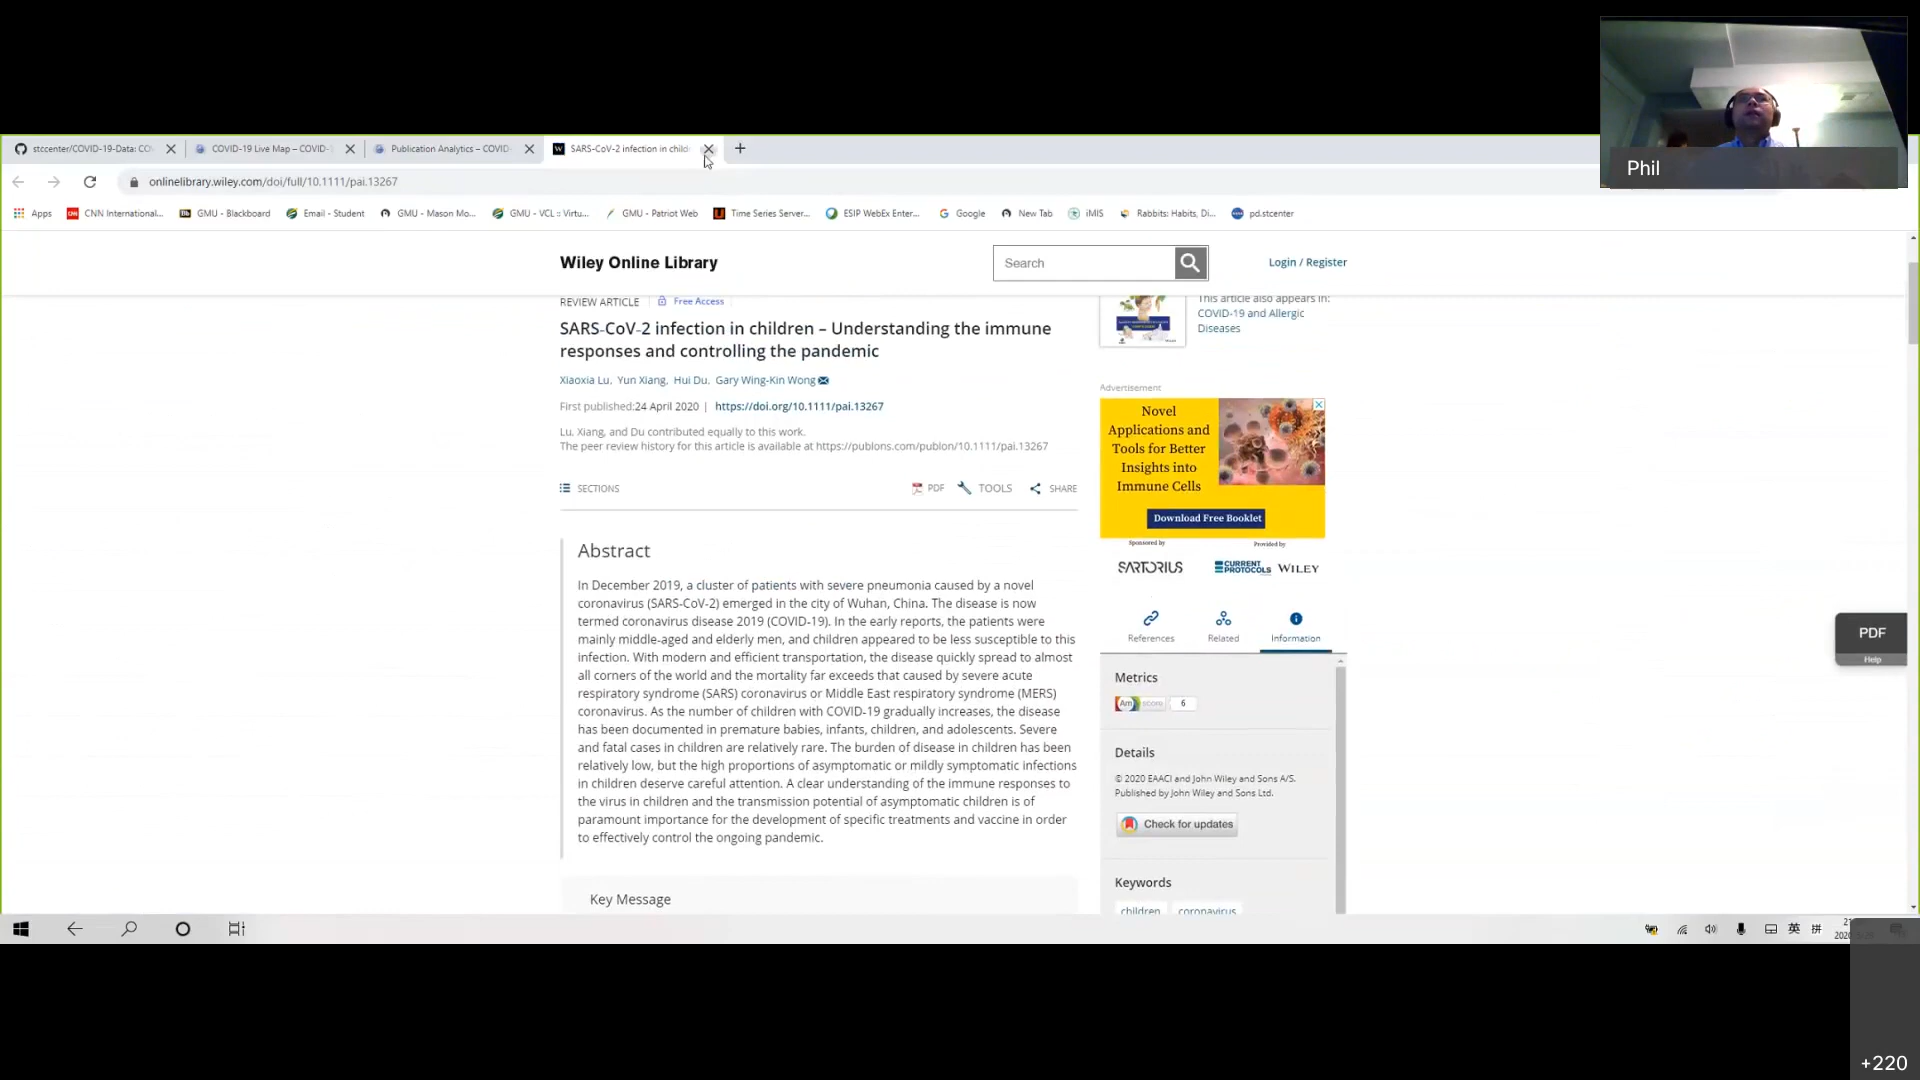 Phil
stccenter/COVID-19-Data: CO
COVID-19 Live Map – COVID-
Publication Analytics – COVID-
SARS-CoV-2 infection in child
onlinelibrary.wiley.com/doi/full/10.1111/pai.13267
Apps
CNN International...
GMU - Blackboard
Email - Student
GMU - Mason Mo...
GMU - VCL :: Virtu...
GMU - Patriot Web
Time Series Server...
ESIP WebEx Enter...
Google
New Tab
iMIS
Rabbits: Habits, Di...
pd.stcenter
Wiley Online Library
Search
Login / Register
REVIEW ARTICLE
Free Access
SARS-CoV-2 infection in children – Understanding the immune
responses and controlling the pandemic
Xiaoxia Lu, Yun Xiang, Hui Du, Gary Wing-Kin Wong
First published:24 April 2020 | https://doi.org/10.1111/pai.13267
Lu, Xiang, and Du contributed equally to this work.
The peer review history for this article is available at https://publons.com/publon/10.1111/pai.13267
SECTIONS
PDF
TOOLS
SHARE
Abstract
In December 2019, a cluster of patients with severe pneumonia caused by a novel
coronavirus (SARS-CoV-2) emerged in the city of Wuhan, China. The disease is now
termed coronavirus disease 2019 (COVID-19). In the early reports, the patients were
mainly middle-aged and elderly men, and children appeared to be less susceptible to this
infection. With modern and efficient transportation, the disease quickly spread to almost
all corners of the world and the mortality far exceeds that caused by severe acute
respiratory syndrome (SARS) coronavirus or Middle East respiratory syndrome (MERS)
coronavirus. As the number of children with COVID-19 gradually increases, the disease
has been documented in premature babies, infants, children, and adolescents. Severe
and fatal cases in children are relatively rare. The burden of disease in children has been
relatively low, but the high proportions of asymptomatic or mildly symptomatic infections
in children deserve careful attention. A clear understanding of the immune responses to
the virus in children and the transmission potential of asymptomatic children is of
paramount importance for the development of specific treatments and vaccine in order
to effectively control the ongoing pandemic.
Key Message
This article also appears in:
COVID-19 and Allergic
Diseases
Advertisement
Novel
Applications and
Tools for Better
Insights into
Immune Cells
Download Free Booklet
Sponsored by
Provided by
SARTORIUS
CURRENT
PROTOCOLS
WILEY
References
Related
Information
Metrics
Am score 6
Details
© 2020 EAACI and John Wiley and Sons A/S.
Published by John Wiley and Sons Ltd.
Check for updates
Keywords
children
coronavirus
PDF
Help
英
拼
+220